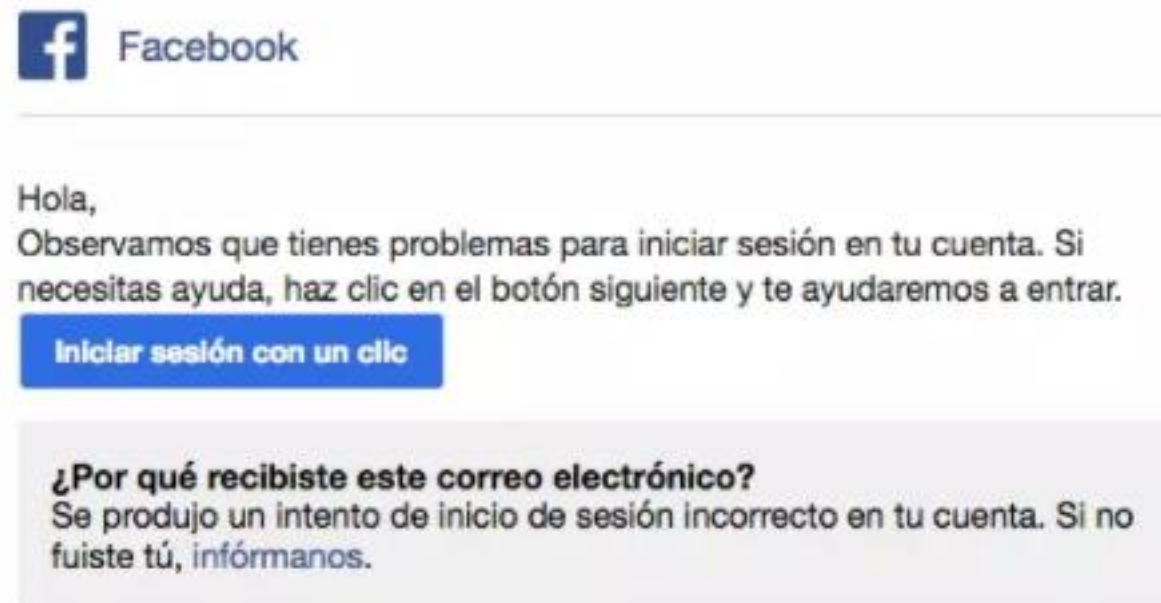 Facebook
Hola,
Observamos que tienes problemas para iniciar sesión en tu cuenta. Si
necesitas ayuda, haz clic en el botón siguiente y te ayudaremos a entrar.
Iniciar sesión con un clic
¿Por qué recibiste este correo electrónico?
Se produjo un intento de inicio de sesión incorrecto en tu cuenta. Si no
fuiste tú, infórmanos.